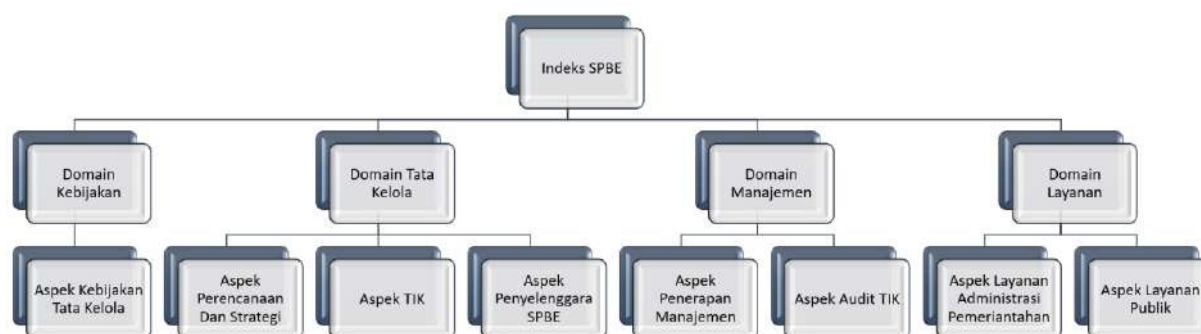 Indeks SPBE
Domain
Kebijakan
Domain Tata
Kelola
Domain
Manajemen
Domain
Layanan
Aspek Kebijakan
Tata Kelola
Aspek
Perencanaan
Dan Strategi
Aspek TIK
Aspek
Penyelenggara
SPBE
Aspek
Penerapan
Manajemen
Aspek Audit TIK
Aspek Layanan
Administrasi
Pemeriantahan
Aspek Layanan
Publik